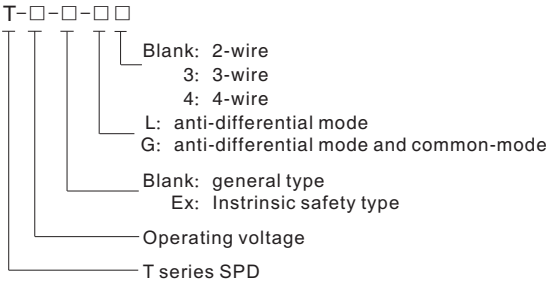 T-□-□-□□
Blank: 2-wire
3: 3-wire
4: 4-wire
L: anti-differential mode
G: anti-differential mode and common-mode
Blank: general type
Ex: Instrinsic safety type
Operating voltage
T series SPD